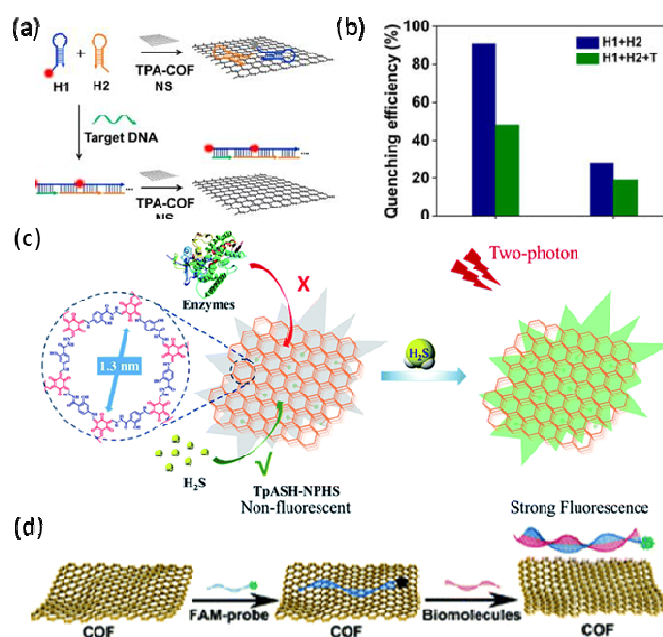 (a)
H1
+
H2
TPA-COF
NS
Target DNA
TPA-COF
NS
(b)
Quenching efficiency (%)
100
80
60
40
20
0
H1+H2
H1+H2+T
(c)
Enzymes
X
Two-photon
1.3 nm
H₂S
H₂S
√
TpASH-NPHS
Non-fluorescent
Strong Fluorescence
(d)
COF
FAM-probe
COF
Biomolecules
COF